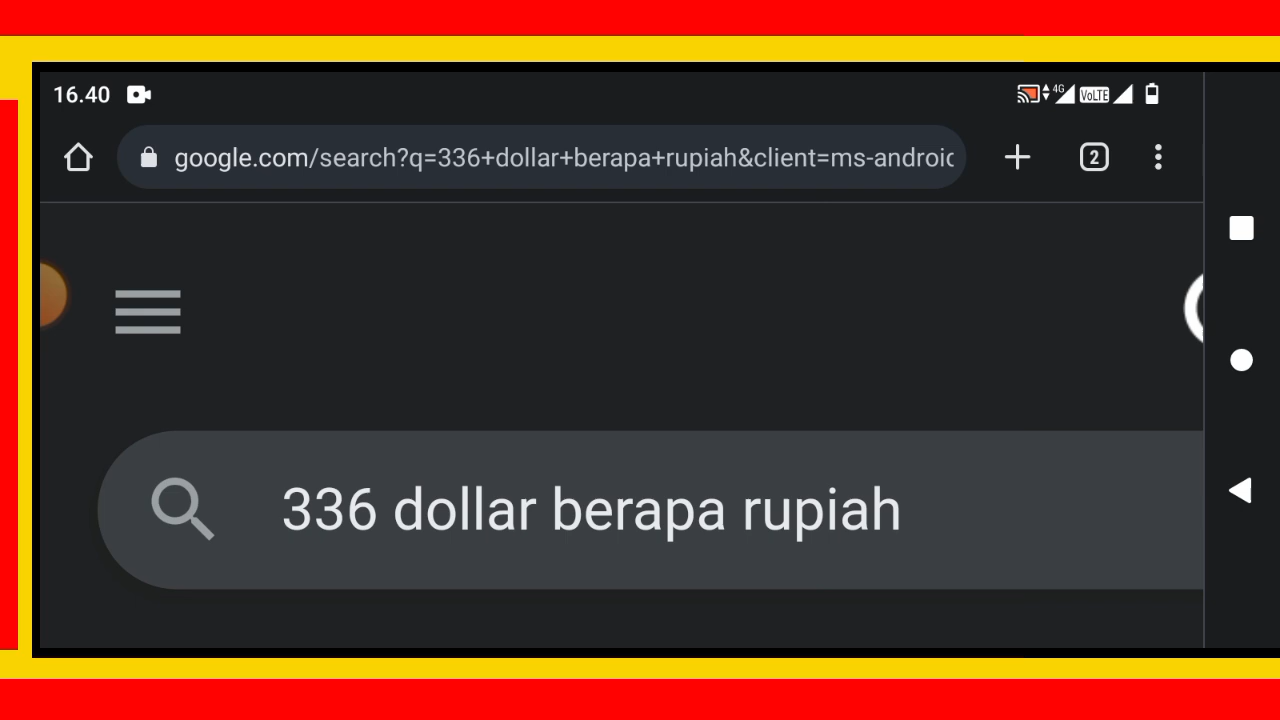 16.40
4G
VoLTE
google.com/search?q=336+dollar+berapa+rupiah&client=ms-androic
2
336 dollar berapa rupiah